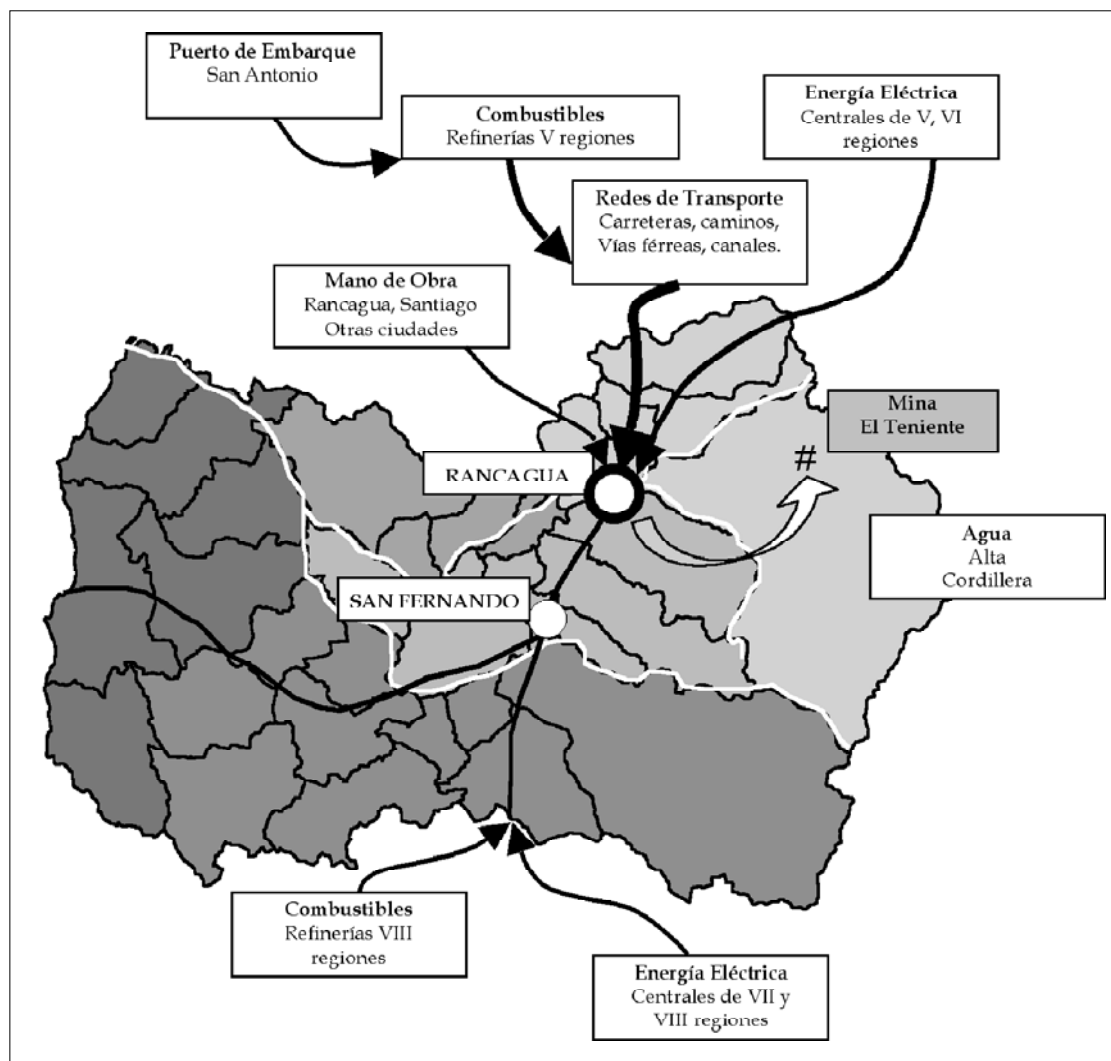 Puerto de Embarque
San Antonio
Combustibles
Refinerías V regiones
Energía Eléctrica
Centrales de V, VI
regiones
Redes de Transporte
Carreteras, caminos,
Vías férreas, canales.
Mano de Obra
Rancagua, Santiago
Otras ciudades
Mina
El Teniente
#
RANCAGUA
Agua
Alta
Cordillera
SAN FERNANDO
Combustibles
Refinerías VIII
regiones
Energía Eléctrica
Centrales de VII y
VIII regiones